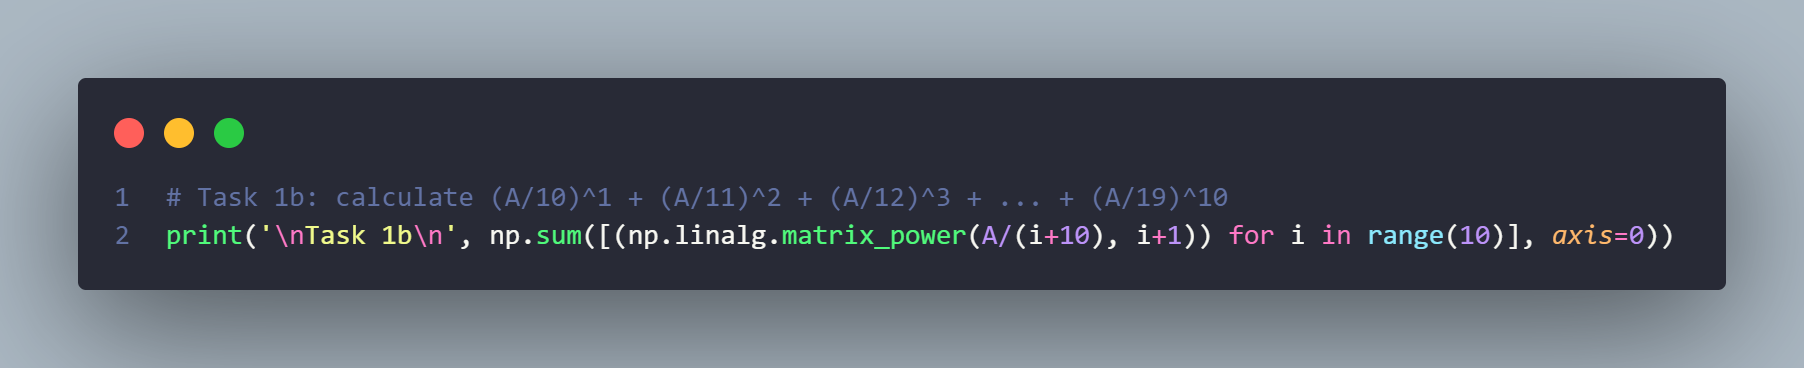 1 # Task 1b: calculate (A/10)^1 + (A/11)^2 + (A/12)^3 + ... + (A/19)^10
2 print('\nTask 1b\n', np.sum([(np.linalg.matrix_power(A/(i+10), i+1)) for i in range(10)], axis=0))